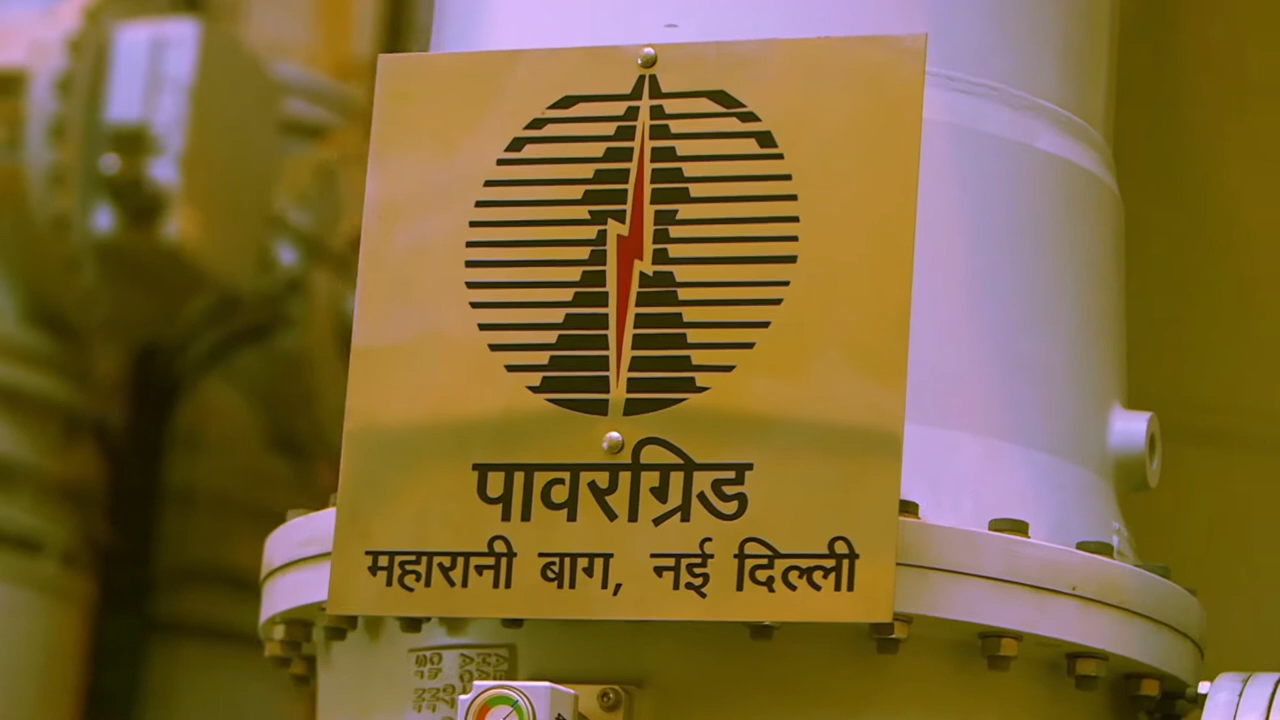 पावरग्रिड
महारानी बाग, नई दिल्ली